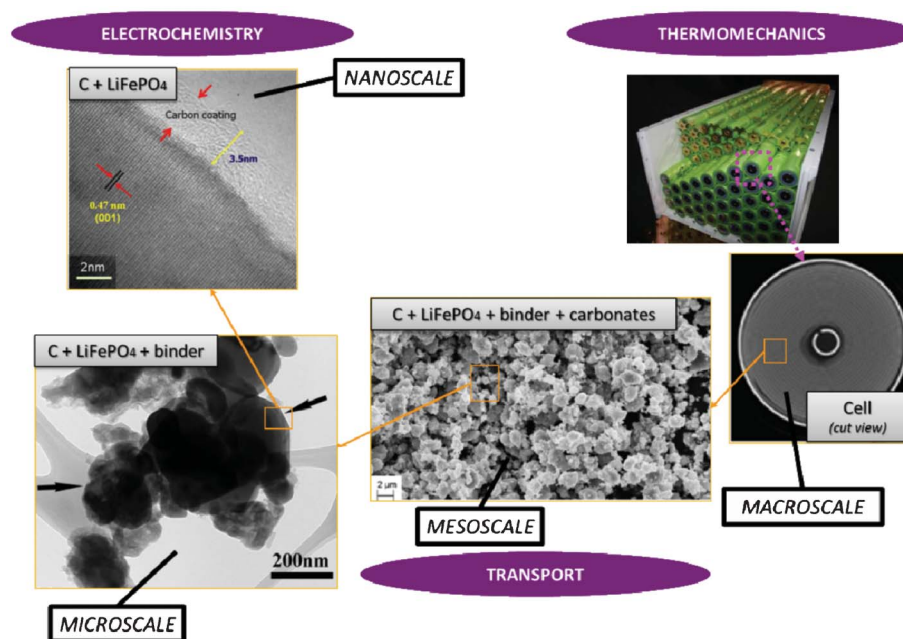 ELECTROCHEMISTRY
THERMOMECHANICS
C + LiFePO₄
NANOSCALE
Carbon coating
3.5nm
0.47 nm
(001)
2nm
C + LiFePO₄ + binder
C + LiFePO₄ + binder + carbonates
Cell
(cut view)
2 µm
MESOSCALE
MACROSCALE
200nm
TRANSPORT
MICROSCALE